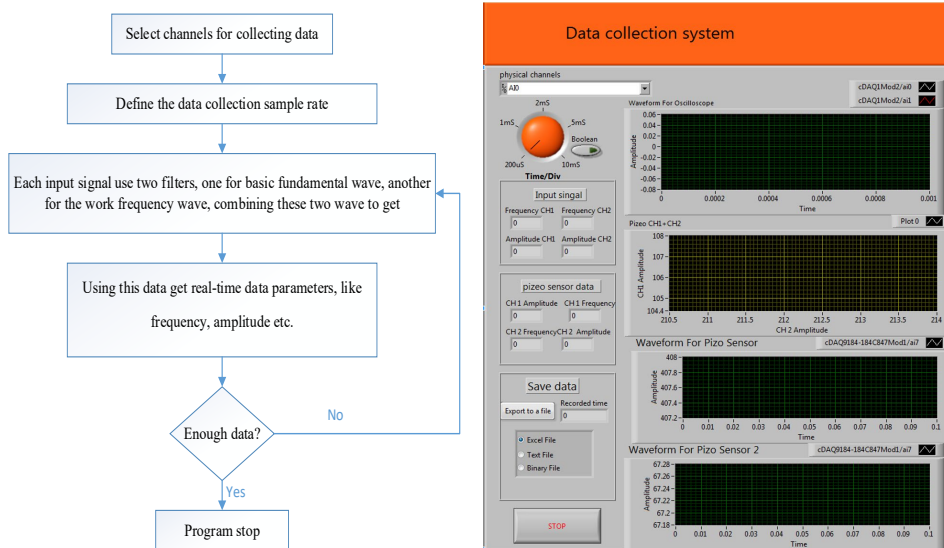 Select channels for collecting data
Define the data collection sample rate
Each input signal use two filters, one for basic fundamental wave, another
for the work frequency wave, combining these two wave to get
Using this data get real-time data parameters, like
frequency, amplitude etc.
Enough data?
No
Yes
Program stop
Data collection system
physical channels
AI0
2mS
1mS
5mS
200uS
10mS
Time/Div
Boolean
Input singal
Frequency CH1 Frequency CH2
0 0
Amplitude CH1 Amplitude CH2
0 0
pizeo sensor data
CH 1 Amplitude CH 1 Frequency
0 0
CH 2 Frequency CH 2 Amplitude
0 0
Save data
Export to a file
Recorded time
0
Excel File
Text File
Binary File
STOP
cDAQ1Mod2/ai0
cDAQ1Mod2/ai1
Waveform For Oscilloscope
Amplitude
0.06
0.04
0.02
0
-0.02
-0.04
-0.06
-0.08
0 0.0002 0.0004 0.0006 0.0008 0.001
Time
Pizeo CH1+CH2
Plot 0
CH1 Amplitude
108
107
106
105
104.4
210.5 211 211.5 212 212.5 213 213.5 214
CH 2 Amplitude
Waveform For Pizo Sensor
cDAQ9184-184C847Mod1/ai7
Amplitude
408
407.8
407.6
407.4
407.2
0 0.01 0.02 0.03 0.04 0.05 0.06 0.07 0.08 0.09 0.1
Time
Waveform For Pizo Sensor 2
cDAQ9184-184C847Mod1/ai7
Amplitude
67.28
67.26
67.24
67.22
67.2
67.18
0 0.01 0.02 0.03 0.04 0.05 0.06 0.07 0.08 0.09 0.1
Time